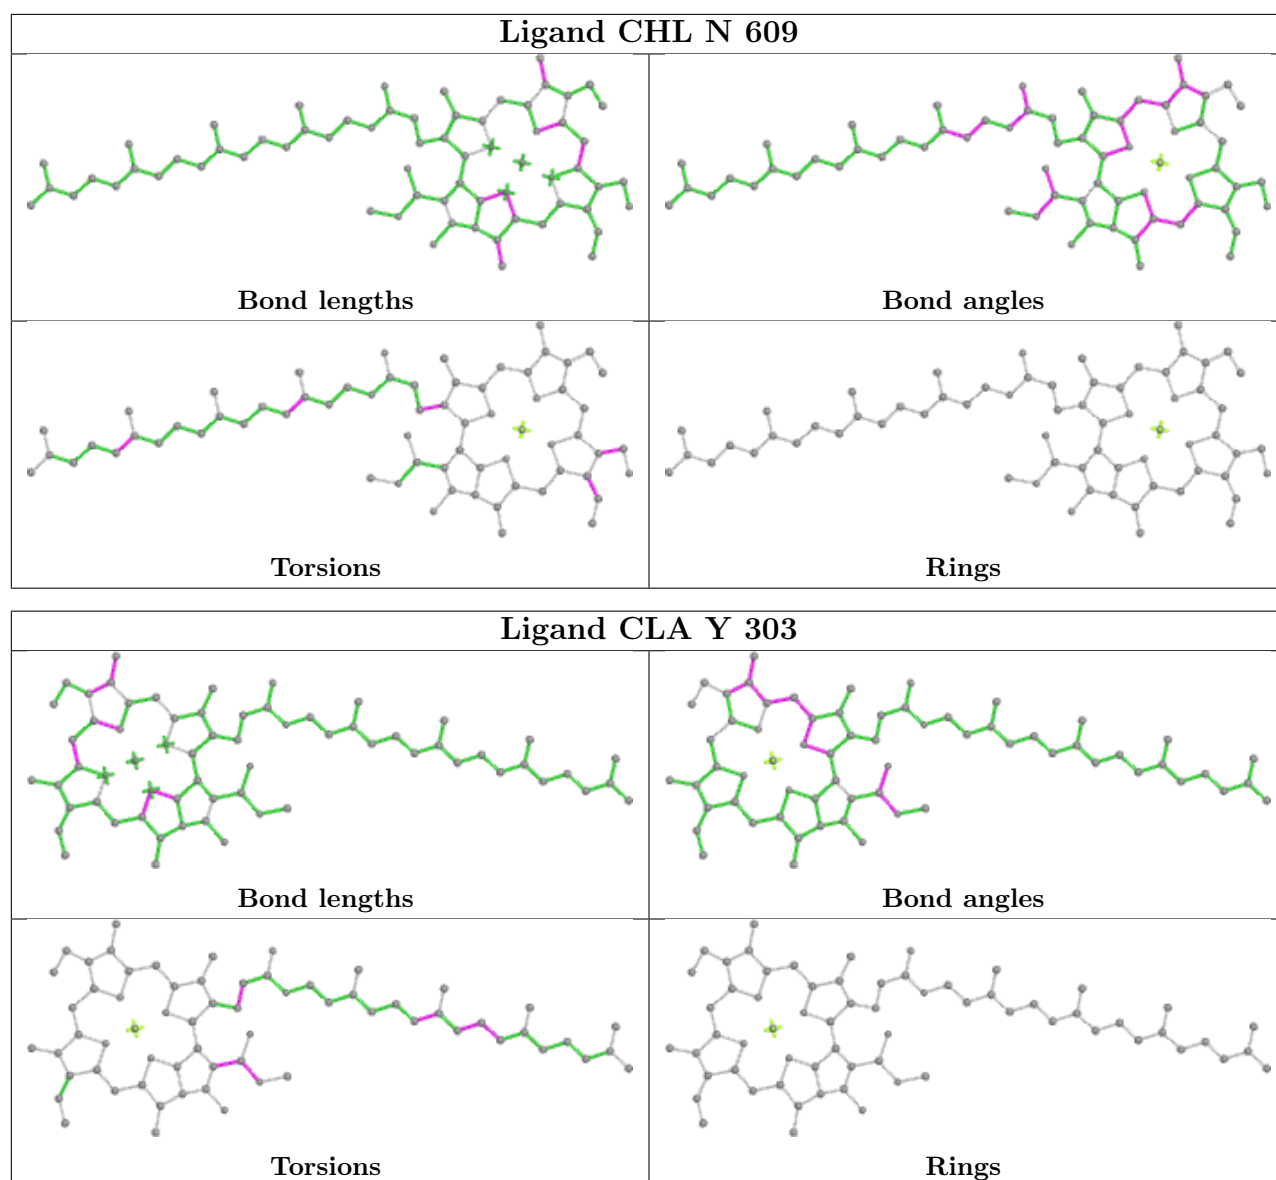 Ligand CHL N 609
Bond lengths
Bond angles
Torsions
Rings
Ligand CLA Y 303
Bond lengths
Bond angles
Torsions
Rings